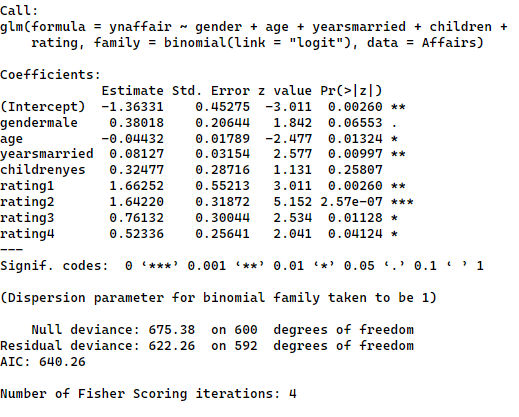 Call:
glm(formula = ynaffair ~ gender + age + yearsmarried + children +
    rating, family = binomial(link = "logit"), data = Affairs)

Coefficients:
             Estimate Std. Error z value Pr(>|z|)
(Intercept)  -1.36331    0.45275  -3.011  0.00260 **
gendermale    0.38018    0.20644   1.842  0.06553 .
age          -0.04432    0.01789  -2.477  0.01324 *
yearsmarried  0.08127    0.03154   2.577  0.00997 **
childrenyes   0.32477    0.28716   1.131  0.25807
rating1       1.66252    0.55213   3.011  0.00260 **
rating2       1.64220    0.31872   5.152 2.57e-07 ***
rating3       0.76132    0.30044   2.534  0.01128 *
rating4       0.52336    0.25641   2.041  0.04124 *
---
Signif. codes:  0 ‘***’ 0.001 ‘**’ 0.01 ‘*’ 0.05 ‘.’ 0.1 ‘ ’ 1

(Dispersion parameter for binomial family taken to be 1)

    Null deviance: 675.38  on 600  degrees of freedom
Residual deviance: 622.26  on 592  degrees of freedom
AIC: 640.26

Number of Fisher Scoring iterations: 4